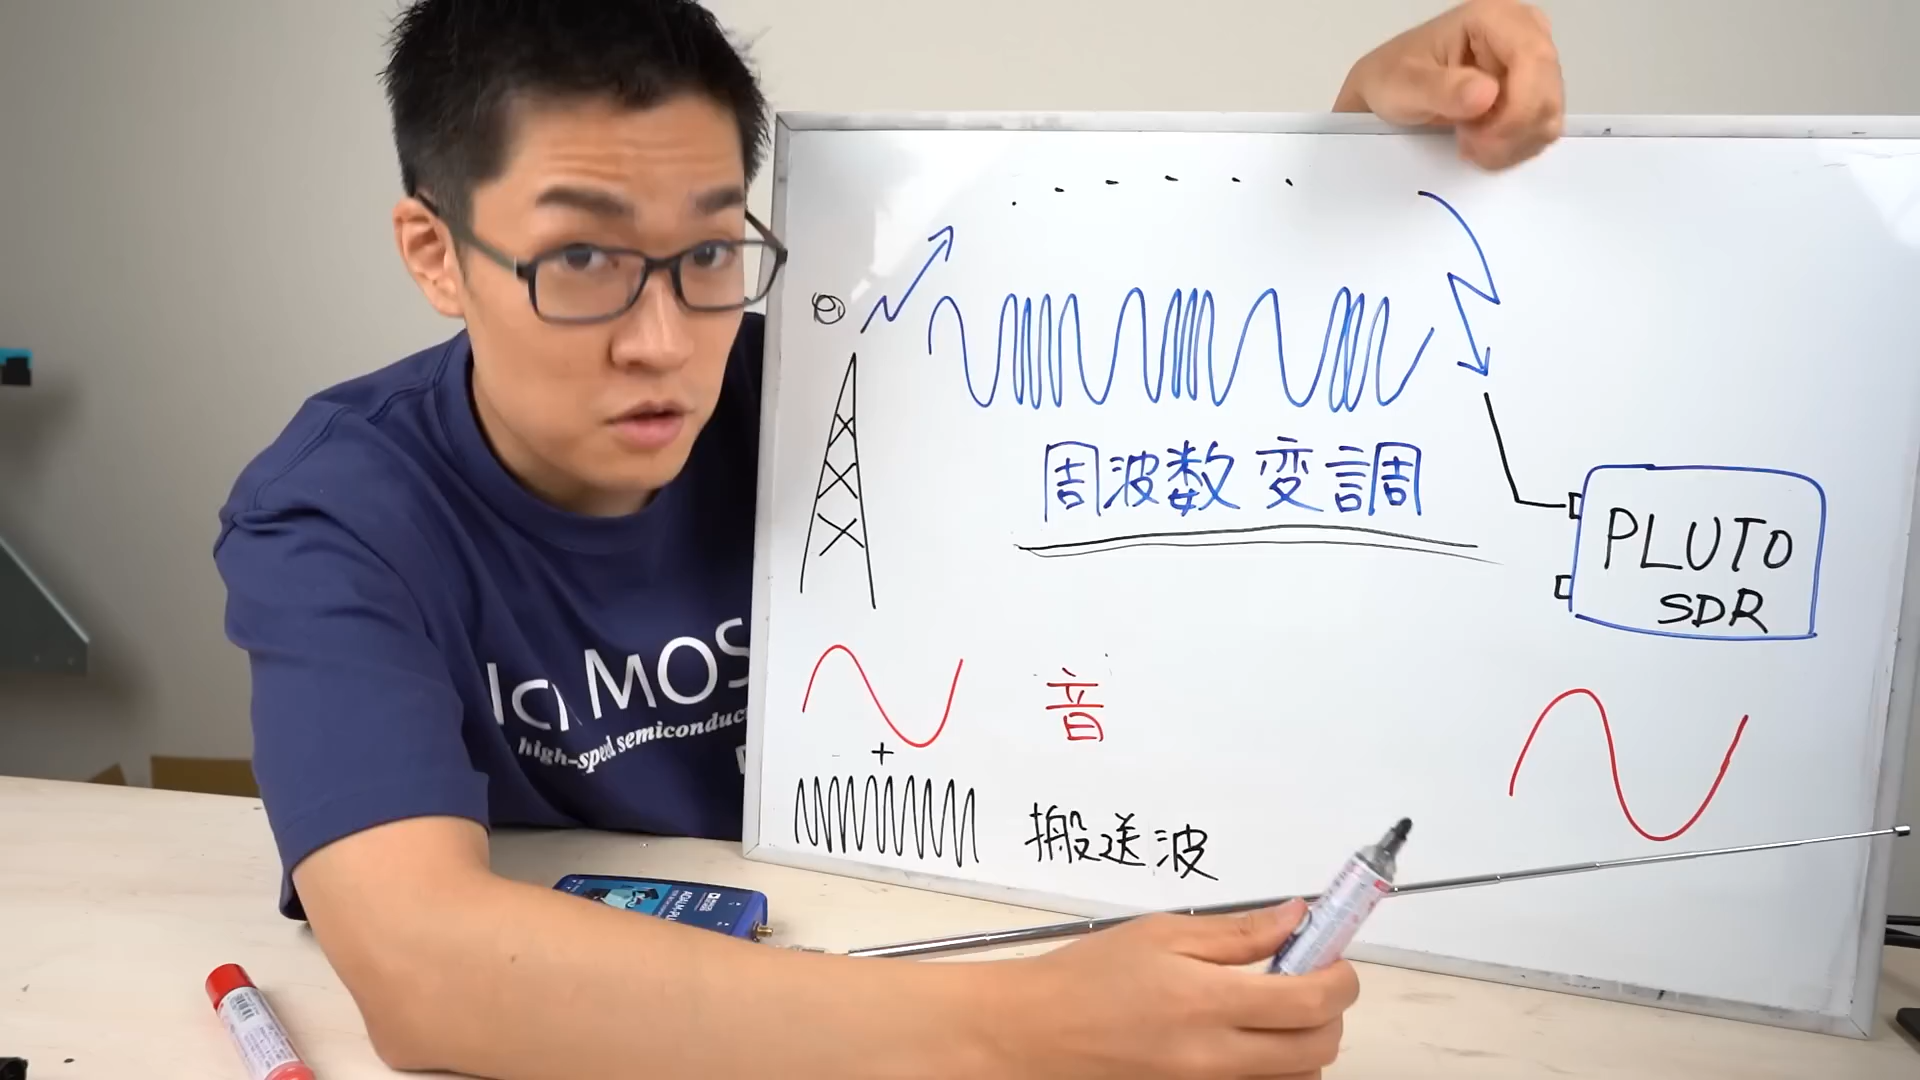 周波数変調
PLUTO
SDR
音
+
搬送波
MOS
high-speed semiconduc